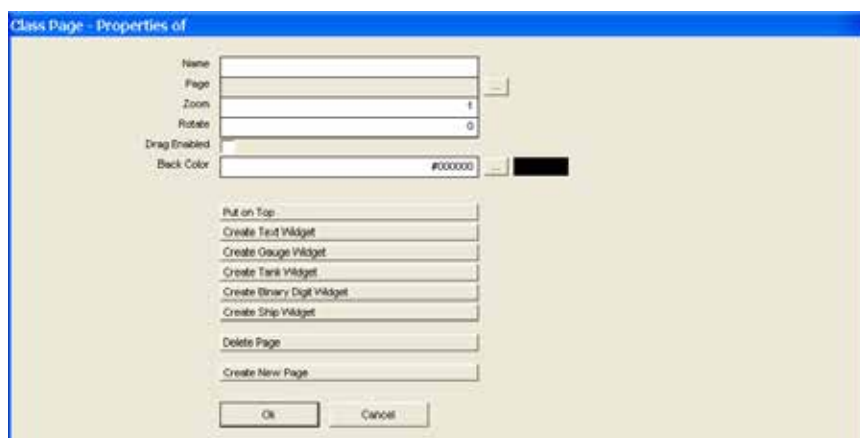 Class Page - Properties of
Name
Page
...
Zoom
1
Rotate
0
Drag Enabled
Back Color
#000000
...
Put on Top
Create Text Widget
Create Gauge Widget
Create Tank Widget
Create Binary Digit Widget
Create Ship Widget
Delete Page
Create New Page
Ok
Cancel